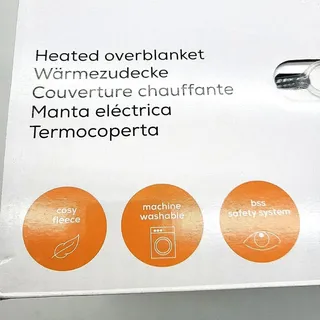 Heated overblanket
Wärmezudecke
Couverture chauffante
Manta eléctrica
Termocoperta
cosy
fleece
machine
washable
bss
safety system